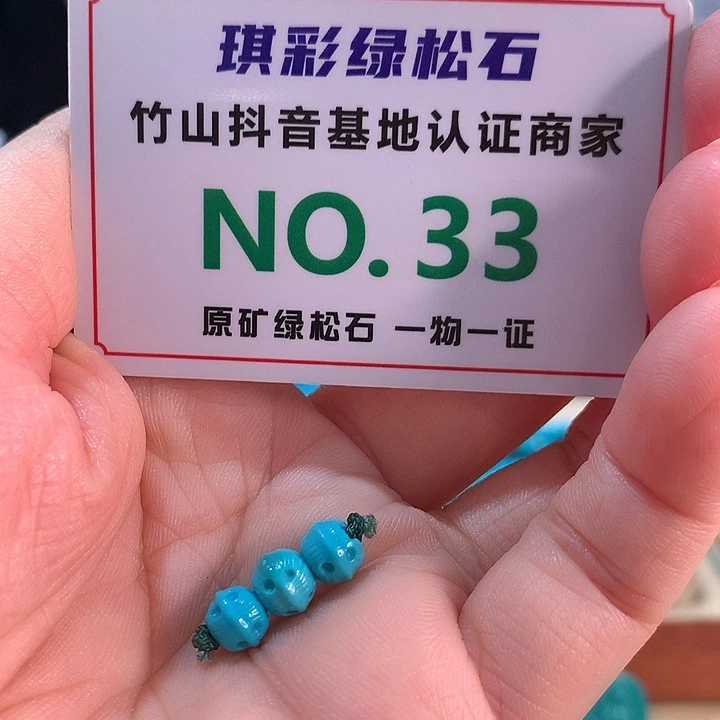 琪彩绿松石
竹山抖音基地认证商家
NO. 33
原矿绿松石 一物一证